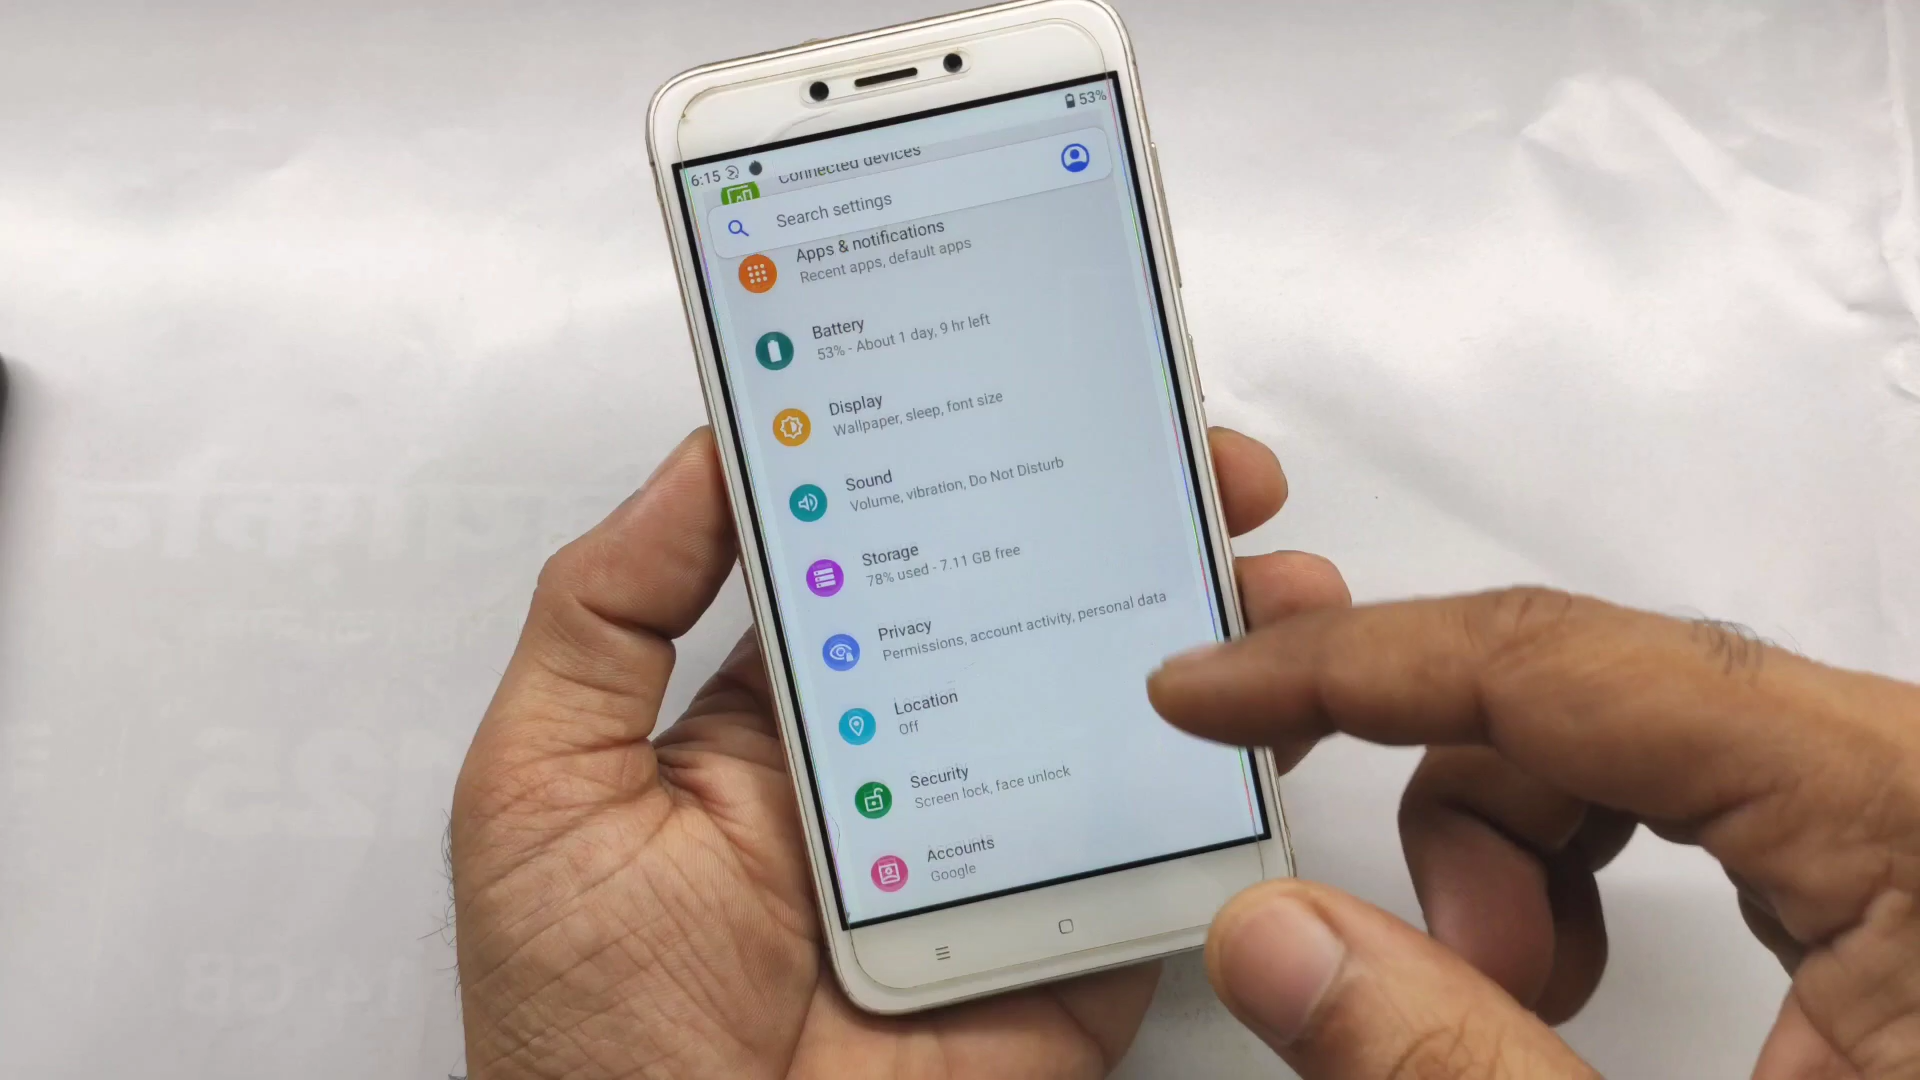 6:15
53%
Connected devices
Search settings
Apps & notifications
Recent apps, default apps
Battery
53% - About 1 day, 9 hr left
Display
Wallpaper, sleep, font size
Sound
Volume, vibration, Do Not Disturb
Storage
78% used - 7.11 GB free
Privacy
Permissions, account activity, personal data
Location
Off
Security
Screen lock, face unlock
Accounts
Google